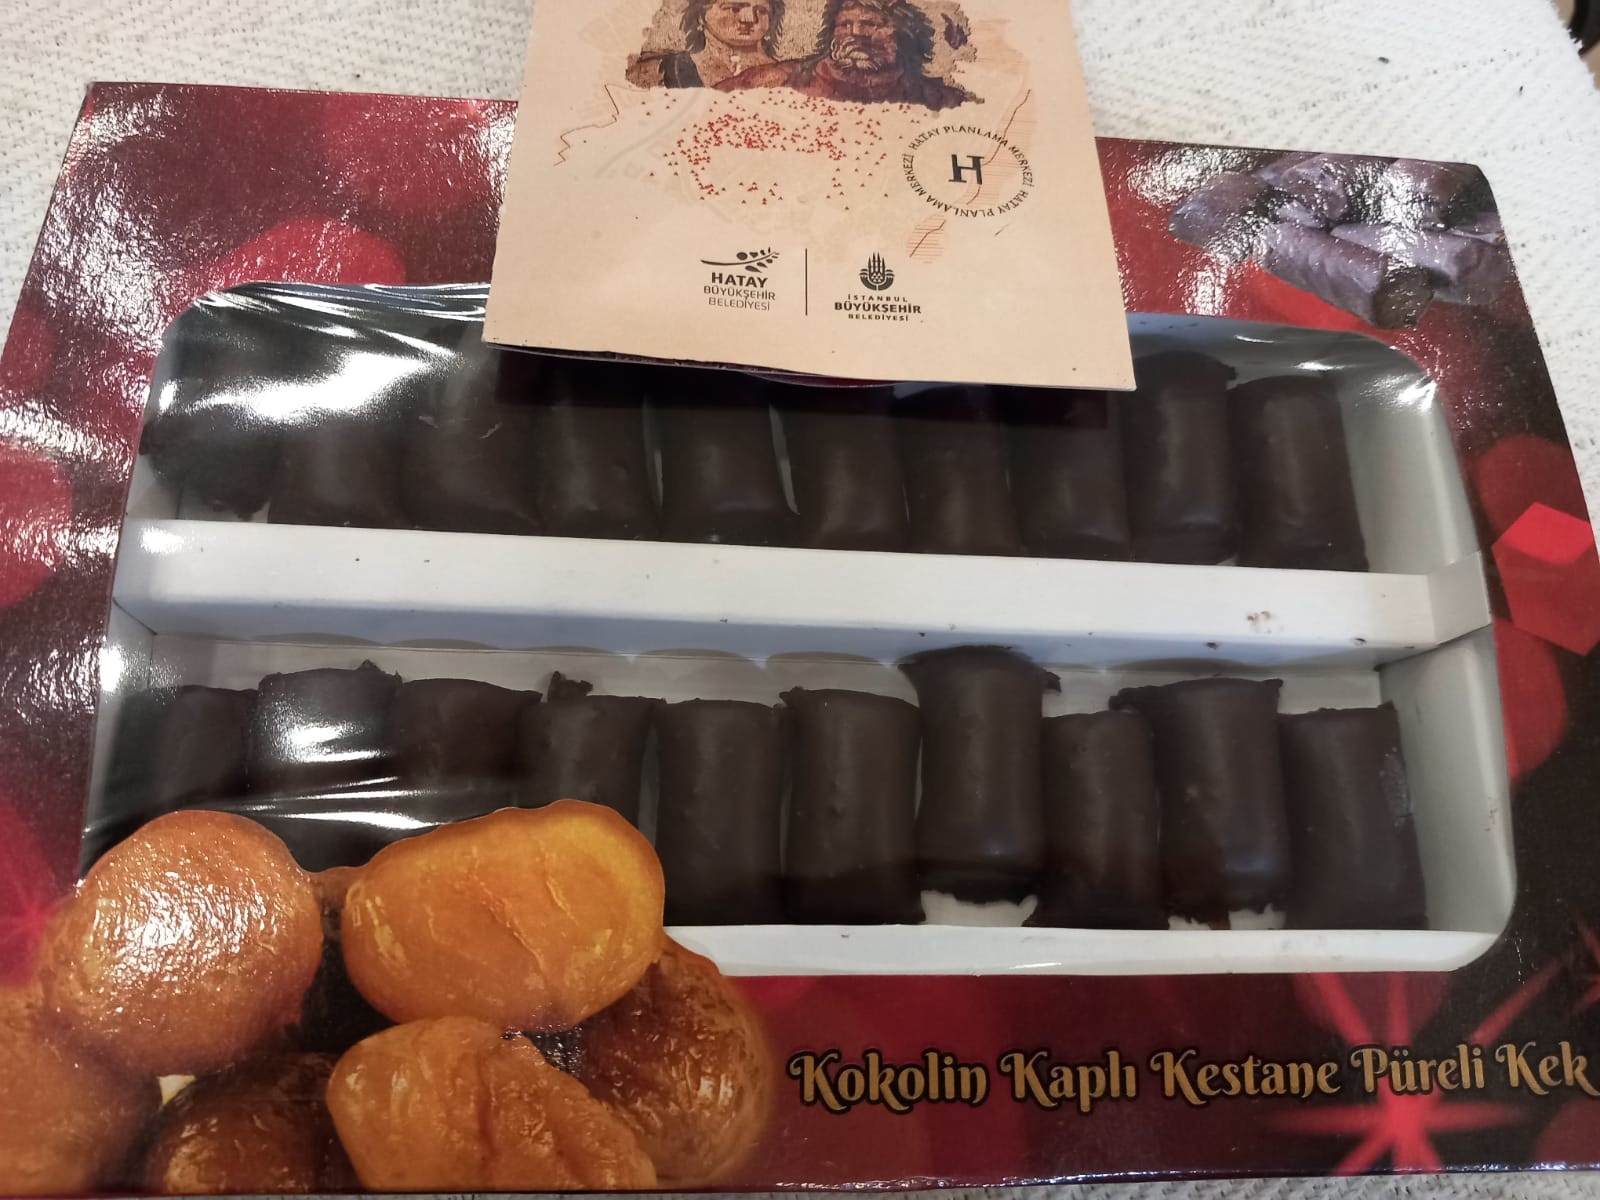 HATAY PLANLAMA MERKEZİ HATAY PLANLAMA MERKEZİ
H
HATAY
BÜYÜKŞEHİR
BELEDİYESİ
İSTANBUL
BÜYÜKŞEHİR
BELEDİYESİ
Kokolin Kaplı Kestane Püreli Kek